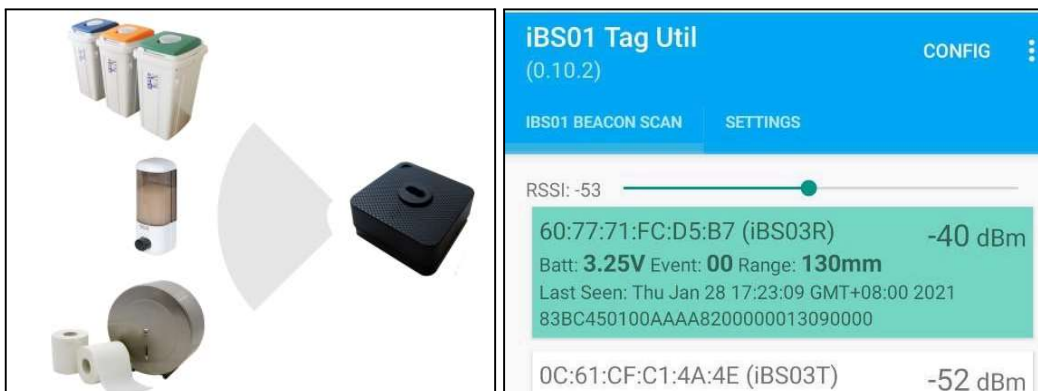 iBS01 Tag Util
(0.10.2)
CONFIG
IBS01 BEACON SCAN
SETTINGS
RSSI: -53
60:77:71:FC:D5:B7 (iBS03R)
-40 dBm
Batt: 3.25V Event: 00 Range: 130mm
Last Seen: Thu Jan 28 17:23:09 GMT+08:00 2021
83BC450100AAAA8200000013090000
0C:61:CF:C1:4A:4E (iBS03T)
-52 dBm